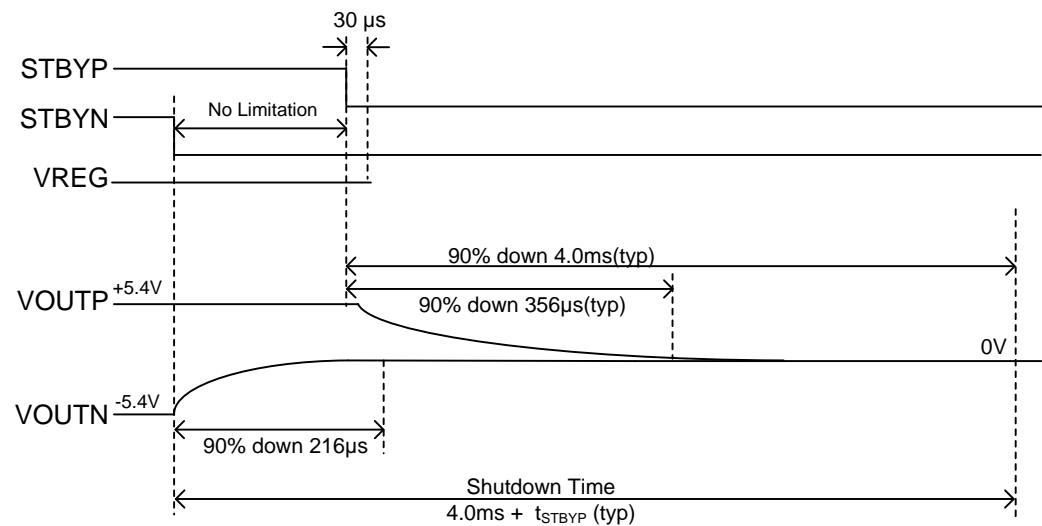 30 µs
STBYP
No Limitation
STBYN
VREG
90% down 4.0ms(typ)
VOUTP +5.4V
90% down 356µs(typ)
0V
VOUTN -5.4V
90% down 216µs
Shutdown Time
4.0ms + tSTBYP (typ)